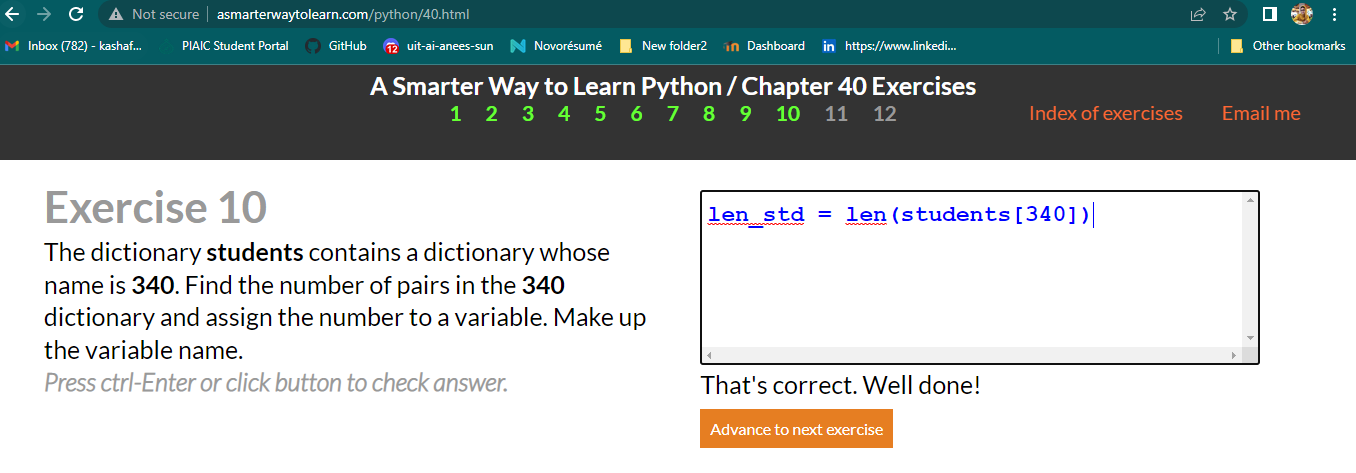 Not secure | asmarterwaytolearn.com/python/40.html
Inbox (782) - kashaf... PIAIC Student Portal GitHub 12 uit-ai-anees-sun Novorésumé New folder2 Dashboard in https://www.linkedi... Other bookmarks
A Smarter Way to Learn Python / Chapter 40 Exercises
1 2 3 4 5 6 7 8 9 10 11 12 Index of exercises Email me
Exercise 10
The dictionary students contains a dictionary whose
name is 340. Find the number of pairs in the 340
dictionary and assign the number to a variable. Make up
the variable name.
Press ctrl-Enter or click button to check answer.
len_std = len(students[340])
That's correct. Well done!
Advance to next exercise